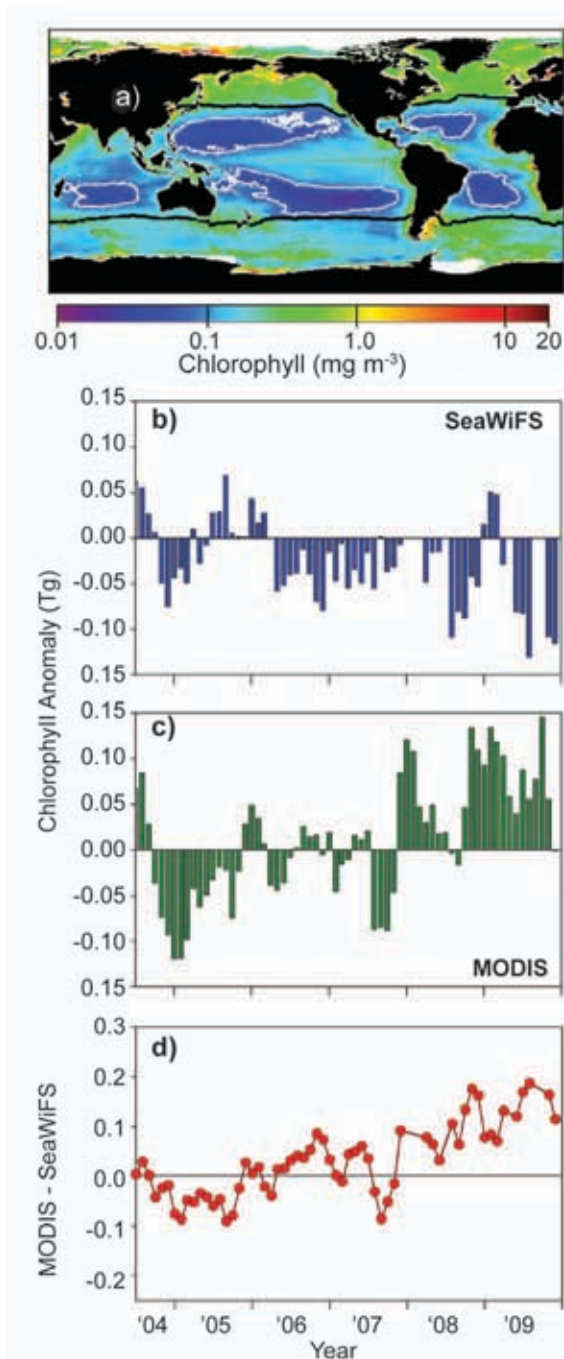 a)
0.01 0.1 1.0 10 20
Chlorophyll (mg m-3)
b) SeaWiFS
0.15
0.10
0.05
0.00
-0.05
-0.10
0.15
Chlorophyll Anomaly (Tg)
c)
0.15
0.10
0.05
0.00
-0.05
-0.10
0.15
MODIS
d)
0.3
0.2
0.1
0.0
-0.1
-0.2
MODIS - SeaWiFS
'04 '05 '06 '07 '08 '09
Year